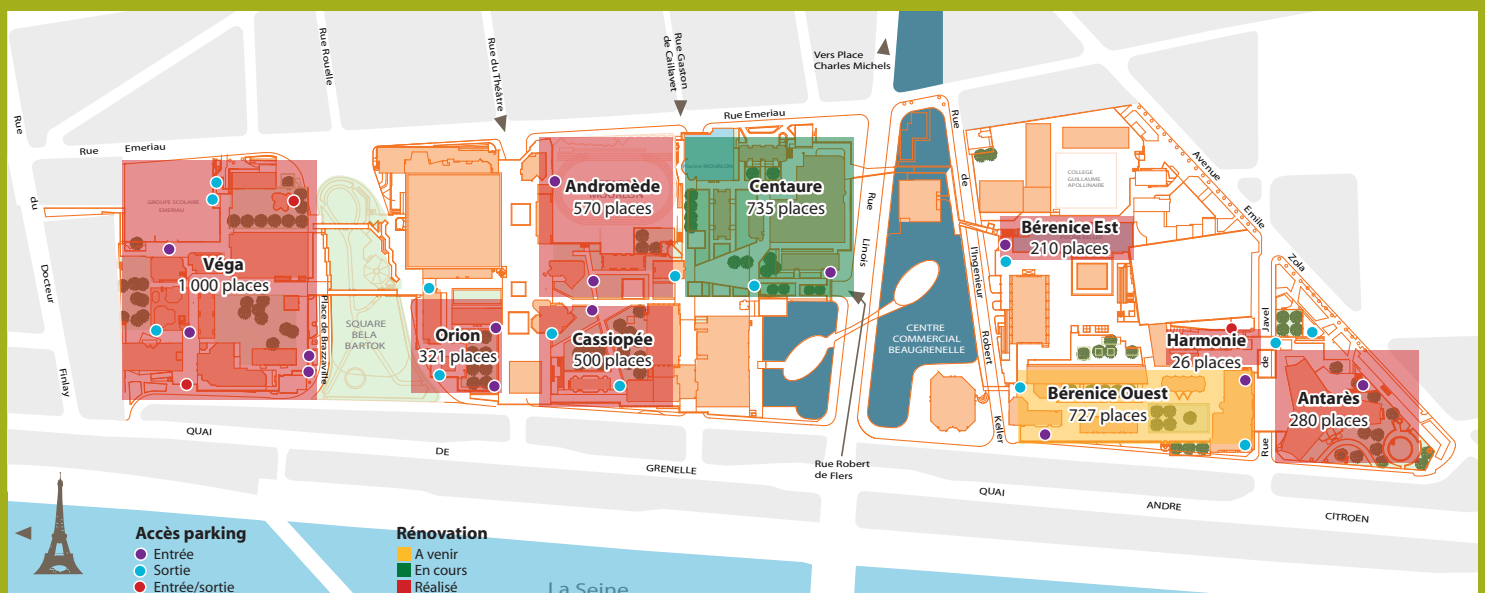 Rue Rouelle
Rue du Théâtre
Rue Gaston
de Caillavet
Vers Place
Charles Michels
Rue Emeriau
Rue
de
l'Ingenieur
Robert
Keller
Rue
du
Docteur
Finlay
Rue Emeriau
GROUPE SCOLAIRE
EMERIAU
Véga
1 000 places
Place de Brazzaville
SQUARE
BELA
BARTOK
Orion
321 places
Andromède
570 places
Cassiopée
500 places
Centaure
735 places
Rue
Linois
CENTRE
COMMERCIAL
BEAUGRENELLE
COLLEGE
GUILLAUME
APOLLINAIRE
Avenue
Emile
Zola
Bérenice Est
210 places
Harmonie
26 places
Javel
de
Rue
Bérenice Ouest
727 places
Antarès
280 places
Rue Robert
de Flers
QUAI
DE
GRENELLE
QUAI
ANDRE
CITROEN
Accès parking
Entrée
Sortie
Entrée/sortie
Rénovation
A venir
En cours
Réalisé
La Seine